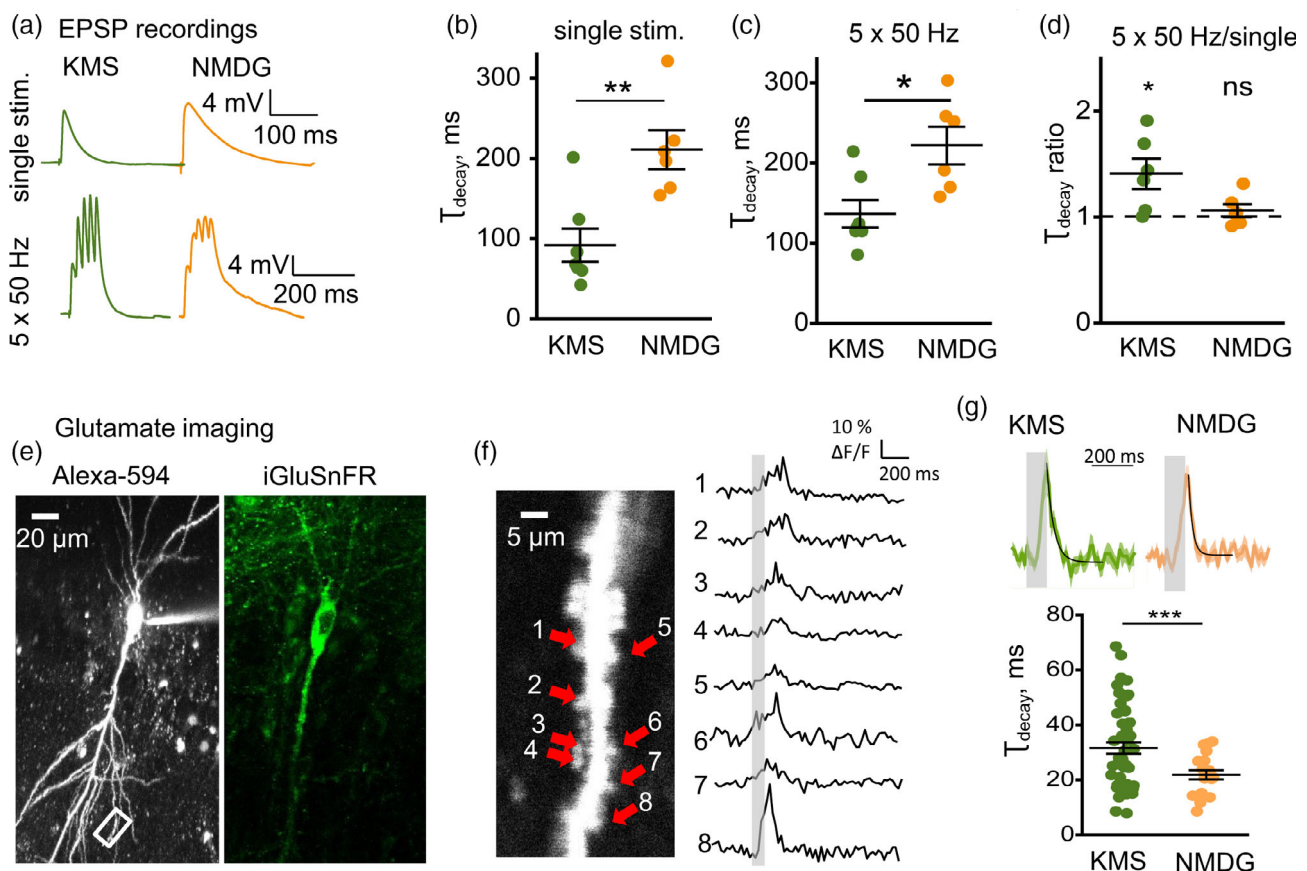 (a) EPSP recordings
KMS NMDG
single stim.
4 mV
100 ms
5 x 50 Hz
4 mV
200 ms
(b) single stim.
τdecay, ms
300
200
100
0
**
KMS NMDG
(c) 5 x 50 Hz
τdecay, ms
300
200
100
0
*
KMS NMDG
(d) 5 x 50 Hz/single
τdecay ratio
2
1
0
*
ns
KMS NMDG
Glutamate imaging
(e) Alexa-594 iGluSnFR
20 µm
(f)
5 µm
1
2
3
4
5
6
7
8
10 %
ΔF/F
200 ms
1
2
3
4
5
6
7
8
(g)
KMS NMDG
200 ms
τdecay, ms
80
60
40
20
0
***
KMS NMDG